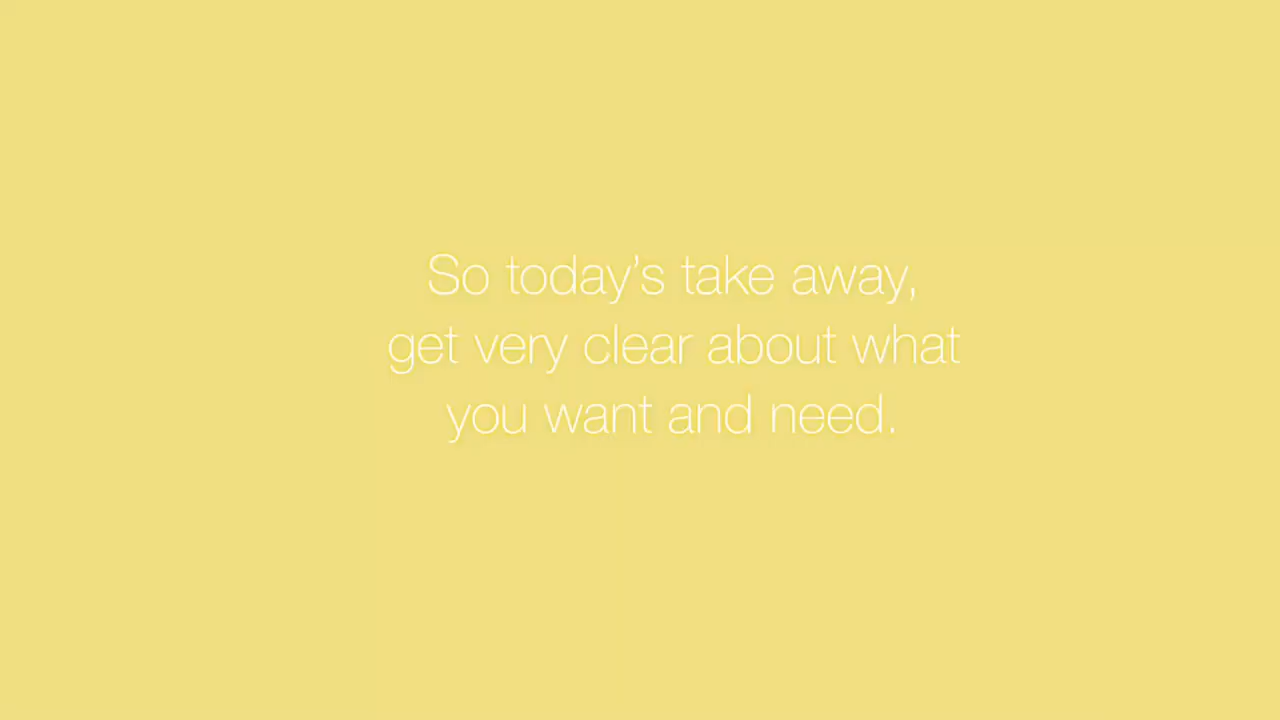 So today’s take away,
get very clear about what
you want and need.